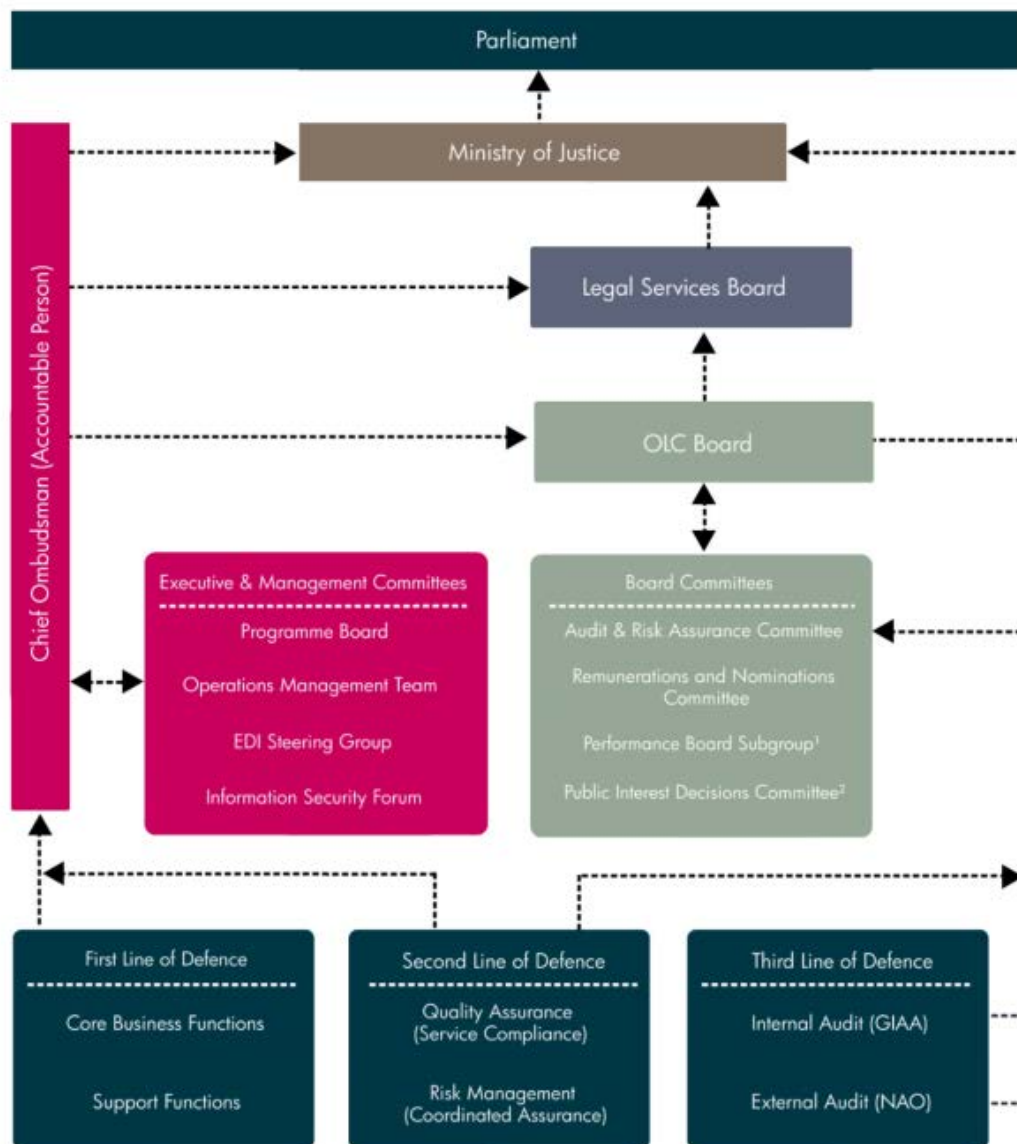 Parliament
Ministry of Justice
Legal Services Board
OLC Board
Chief Ombudsman (Accountable Person)
Executive & Management Committees
Programme Board
Operations Management Team
EDI Steering Group
Information Security Forum
Board Committees
Audit & Risk Assurance Committee
Remunerations and Nominations
Committee
Performance Board Subgroup¹
Public Interest Decisions Committee²
First Line of Defence
Core Business Functions
Support Functions
Second Line of Defence
Quality Assurance
(Service Compliance)
Risk Management
(Coordinated Assurance)
Third Line of Defence
Internal Audit (GIAA)
External Audit (NAO)